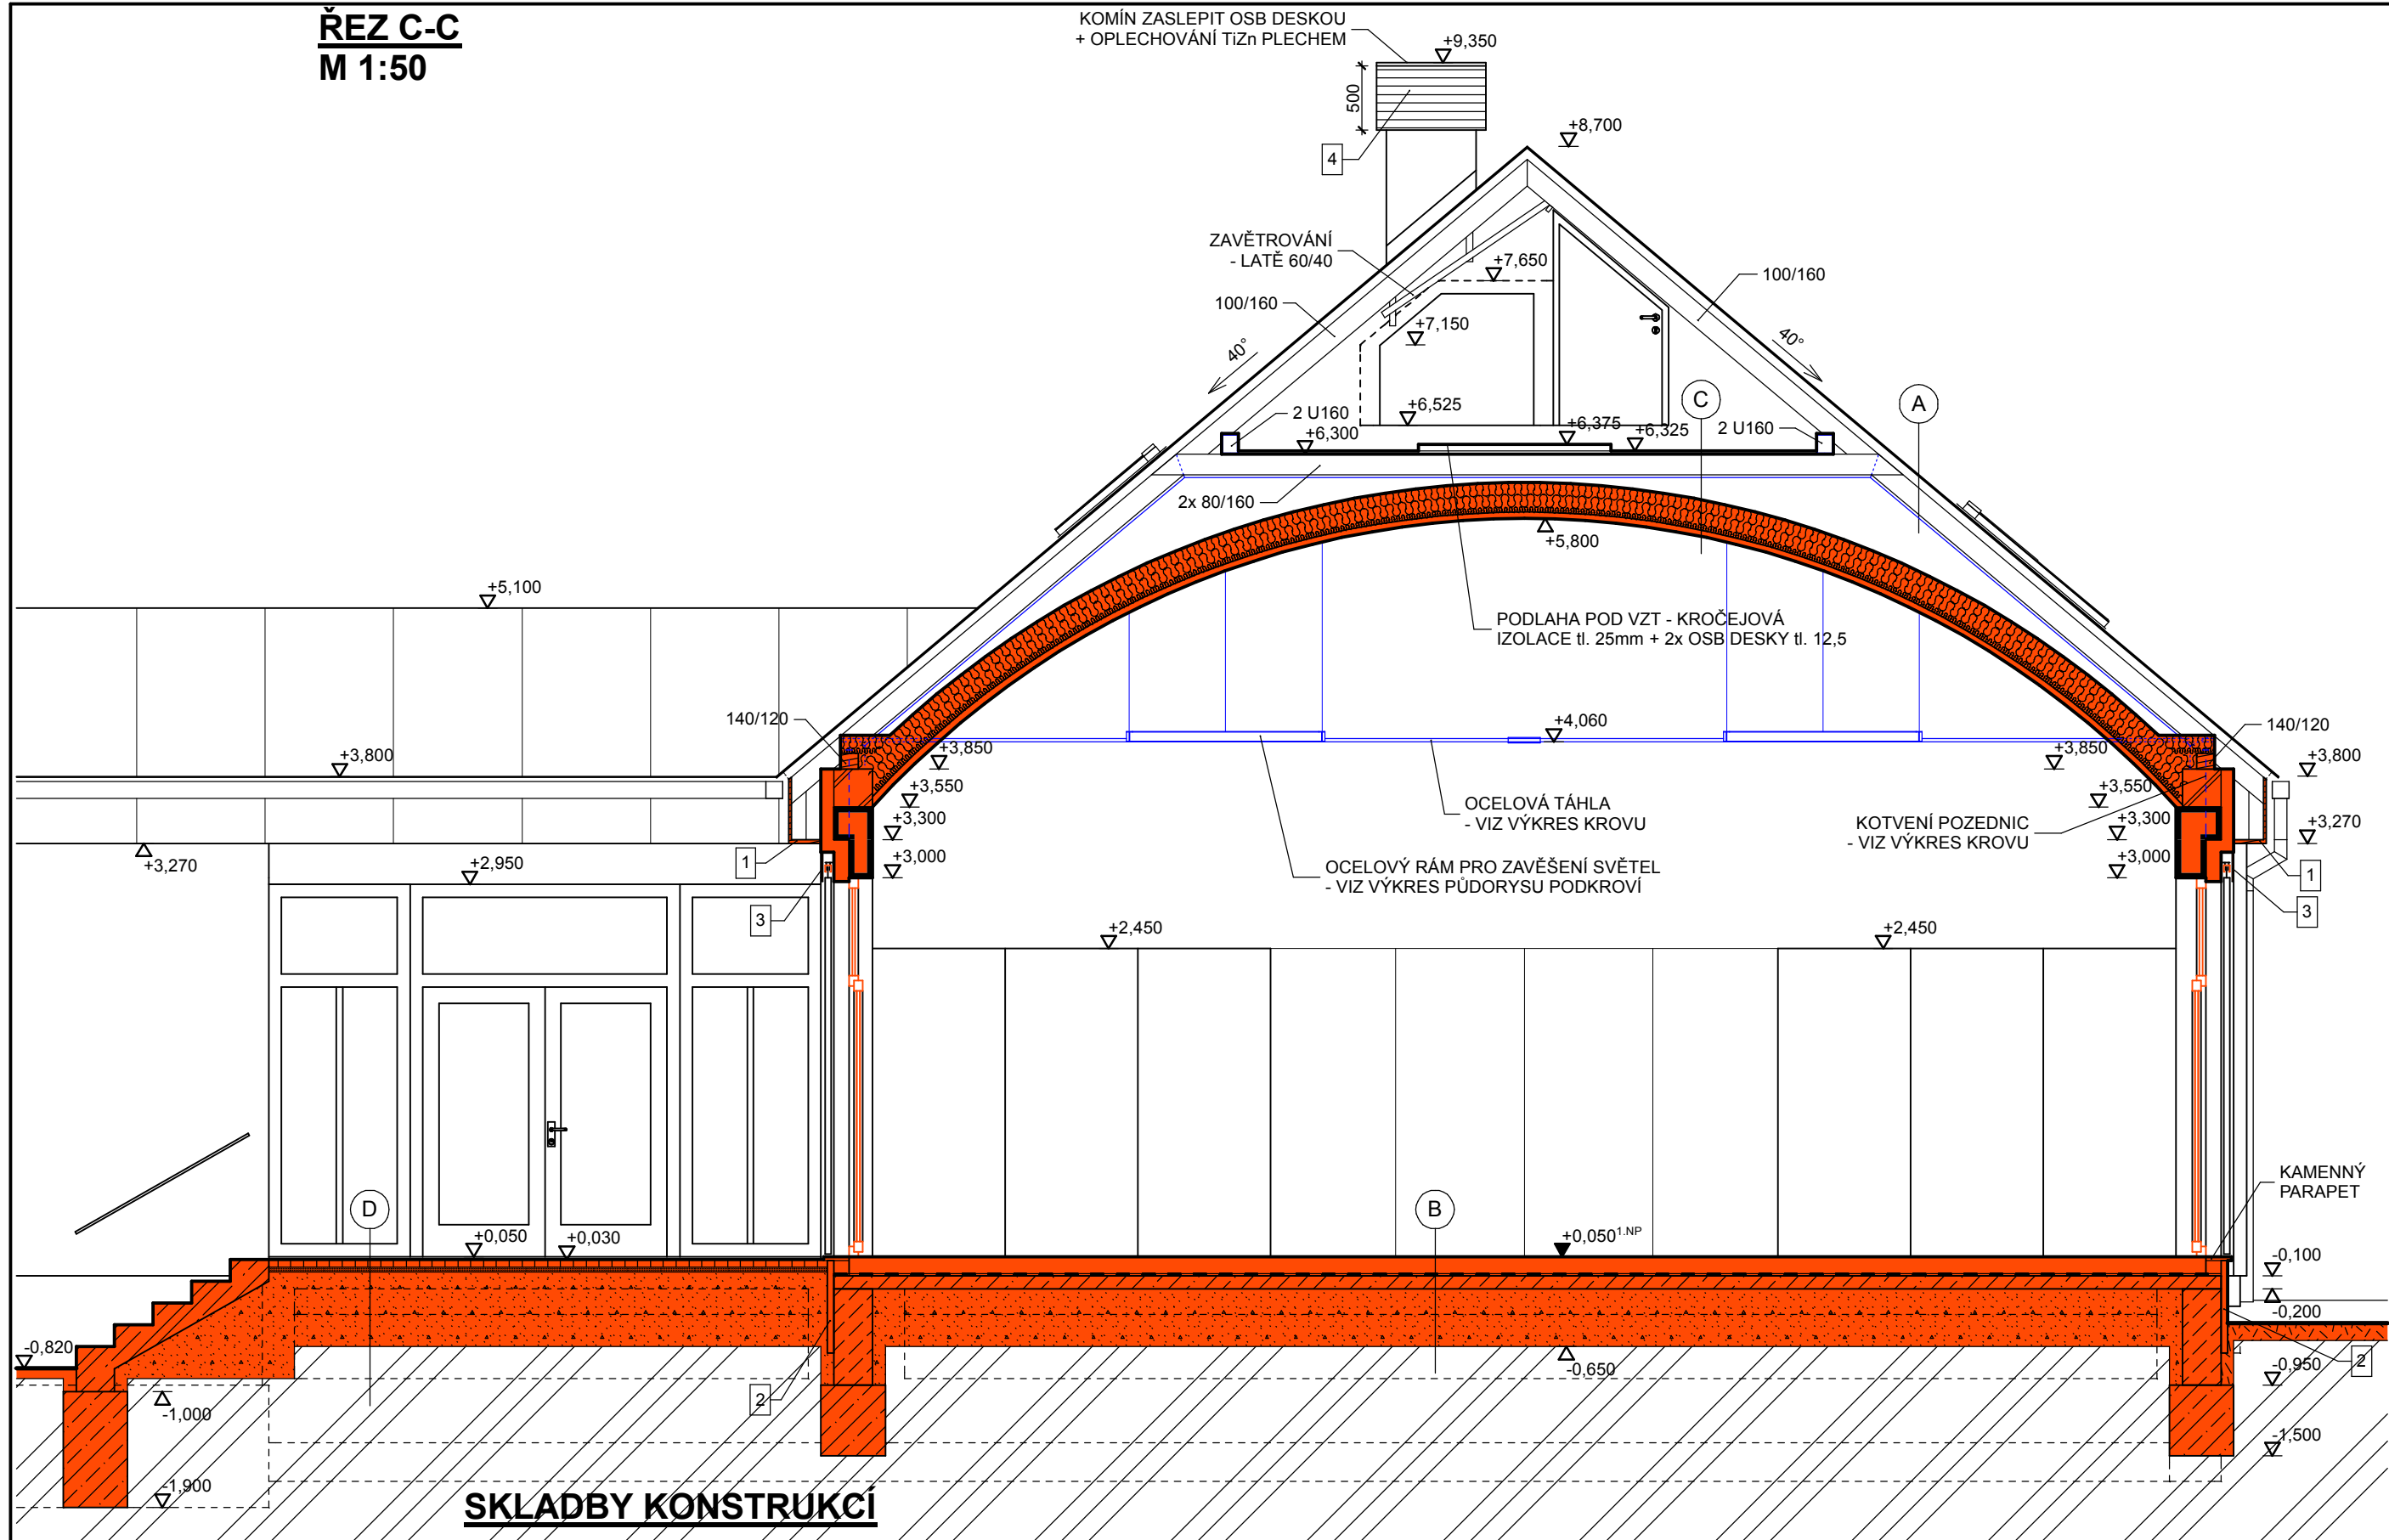 ŘEZ C-C
M 1:50
KOMÍN ZASLEPIT OSB DESKOU
+ OPLECHOVÁNÍ TiZn PLECHEM
+9,350
500
4
+8,700
ZAVĚTROVÁNÍ
- LATĚ 60/40
+7,650
100/160
100/160
+7,150
40°
40°
C
A
+6,525
2 U160
+6,300
+6,375
+6,325
2 U160
2x 80/160
+5,800
+5,100
PODLAHA POD VZT - KROČEJOVÁ
IZOLACE tl. 25mm + 2x OSB DESKY tl. 12,5
140/120
+4,060
140/120
+3,800
+3,850
+3,850
+3,800
+3,550
+3,550
OCELOVÁ TÁHLA
- VIZ VÝKRES KROVU
+3,300
KOTVENÍ POZEDNIC
- VIZ VÝKRES KROVU
+3,300
+3,270
+3,270
1
+2,950
+3,000
OCELOVÝ RÁM PRO ZAVĚŠENÍ SVĚTEL
- VIZ VÝKRES PŮDORYSU PODKROVÍ
+3,000
1
3
3
+2,450
+2,450
KAMENNÝ
PARAPET
D
B
+0,050
+0,030
+0,050 1.NP
-0,100
-0,200
-0,820
-0,650
-0,950
2
2
-1,000
-1,500
-1,900
SKLADBY KONSTRUKCÍ